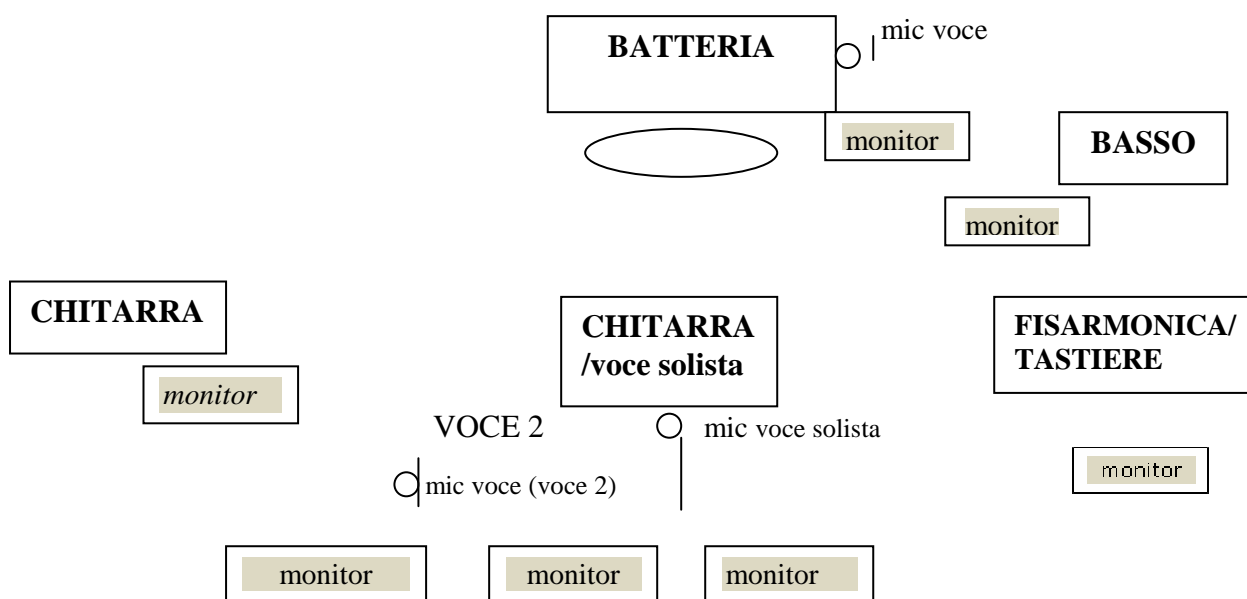 mic voce
BATTERIA
monitor
BASSO
monitor
CHITARRA
CHITARRA
/voce solista
FISARMONICA/
TASTIERE
monitor
VOCE 2
mic voce solista
monitor
mic voce (voce 2)
monitor
monitor
monitor